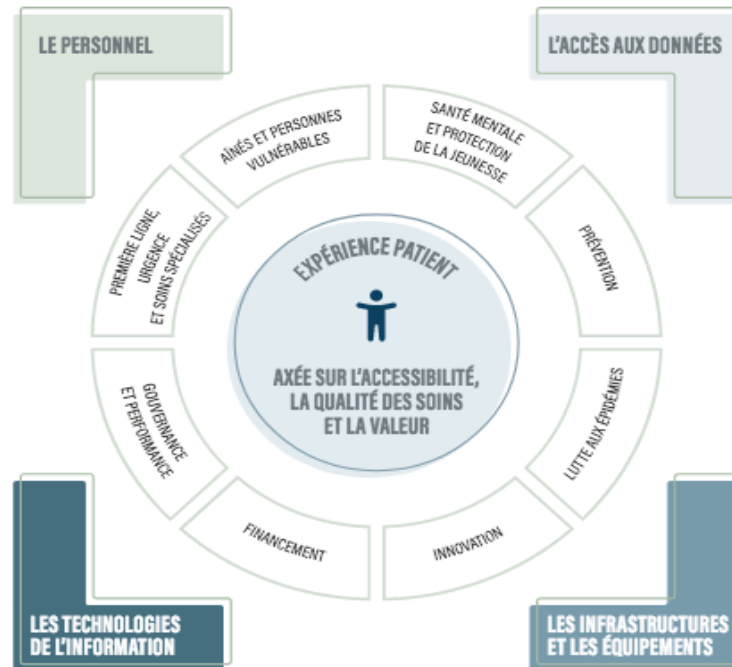 LE PERSONNEL
L'ACCÈS AUX DONNÉES
AÎNÉS ET PERSONNES
VULNÉRABLES
SANTÉ MENTALE
ET PROTECTION
DE LA JEUNESSE
PREMIÈRE LIGNE,
URGENCE
ET SOINS SPÉCIALISÉS
PRÉVENTION
EXPÉRIENCE PATIENT
AXÉE SUR L'ACCESSIBILITÉ,
LA QUALITÉ DES SOINS
ET LA VALEUR
GOUVERNANCE
ET PERFORMANCE
LUTTE AUX ÉPIDÉMIES
FINANCEMENT
INNOVATION
LES TECHNOLOGIES
DE L'INFORMATION
LES INFRASTRUCTURES
ET LES ÉQUIPEMENTS